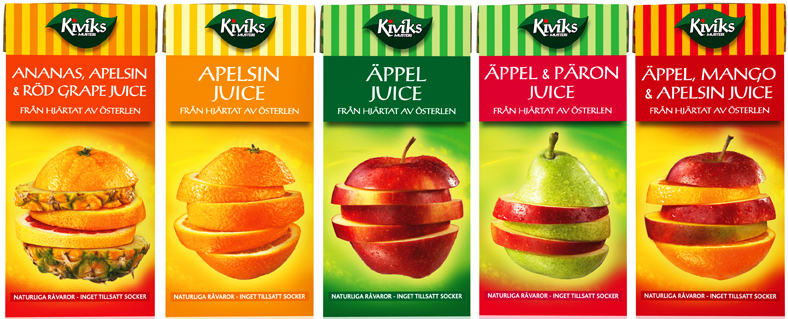 Kiviks
MUSTERI
ANANAS, APELSIN
& RÖD GRAPE JUICE
FRÅN HJÄRTAT AV ÖSTERLEN
NATURLIGA RÅVAROR - INGET TILLSATT SOCKER
Kiviks
MUSTERI
APELSIN
JUICE
FRÅN HJÄRTAT AV ÖSTERLEN
NATURLIGA RÅVAROR - INGET TILLSATT SOCKER
Kiviks
MUSTERI
ÄPPEL
JUICE
FRÅN HJÄRTAT AV ÖSTERLEN
NATURLIGA RÅVAROR - INGET TILLSATT SOCKER
Kiviks
MUSTERI
ÄPPEL & PÄRON
JUICE
FRÅN HJÄRTAT AV ÖSTERLEN
NATURLIGA RÅVAROR - INGET TILLSATT SOCKER
Kiviks
MUSTERI
ÄPPEL, MANGO
& APELSIN JUICE
FRÅN HJÄRTAT AV ÖSTERLEN
NATURLIGA RÅVAROR - INGET TILLSATT SOCKER